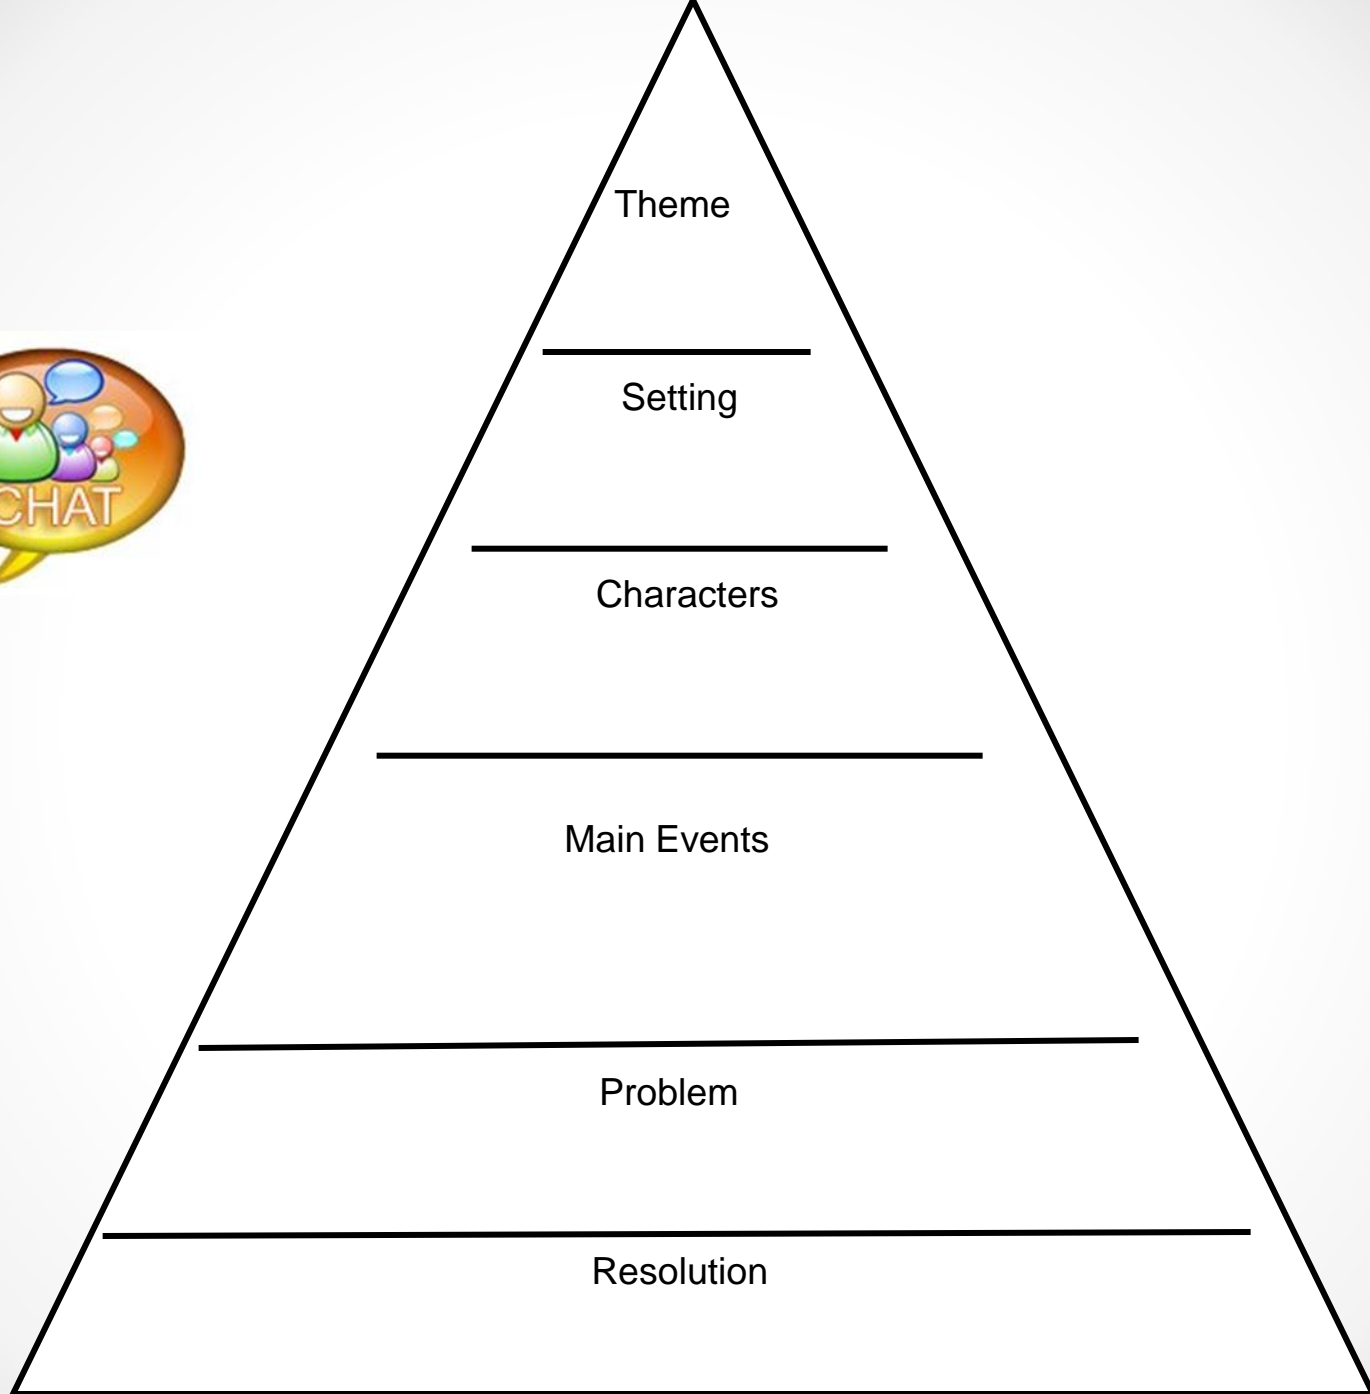 Theme
Setting
CHAT
Characters
Main Events
Problem
Resolution